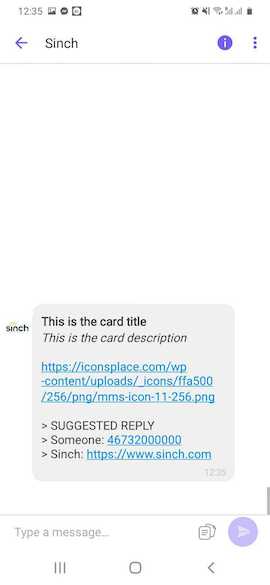 12:35
Sinch
sinch
This is the card title
This is the card description
https://iconsplace.com/wp
-content/uploads/_icons/ffa500
/256/png/mms-icon-11-256.png
> SUGGESTED REPLY
> Someone: 46732000000
> Sinch: https://www.sinch.com
12:35
Type a message...